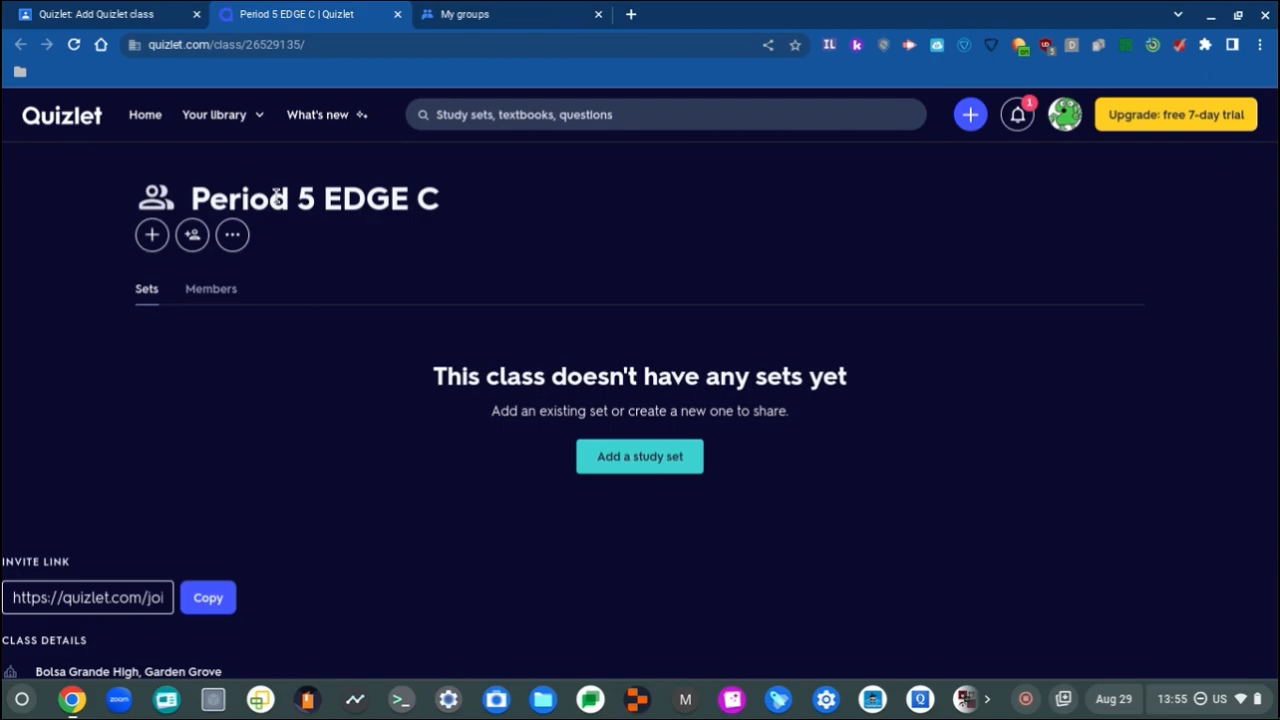 Quizlet: Add Quizlet class
Period 5 EDGE C | Quizlet
My groups
quizlet.com/class/26529135/
Quizlet
Home
Your library
What's new
Study sets, textbooks, questions
1
Upgrade: free 7-day trial
Period 5 EDGE C
Sets
Members
This class doesn't have any sets yet
Add an existing set or create a new one to share.
Add a study set
INVITE LINK
https://quizlet.com/joi
Copy
CLASS DETAILS
Bolsa Grande High, Garden Grove
zoom
M
Q
Aug 29
13:55
US